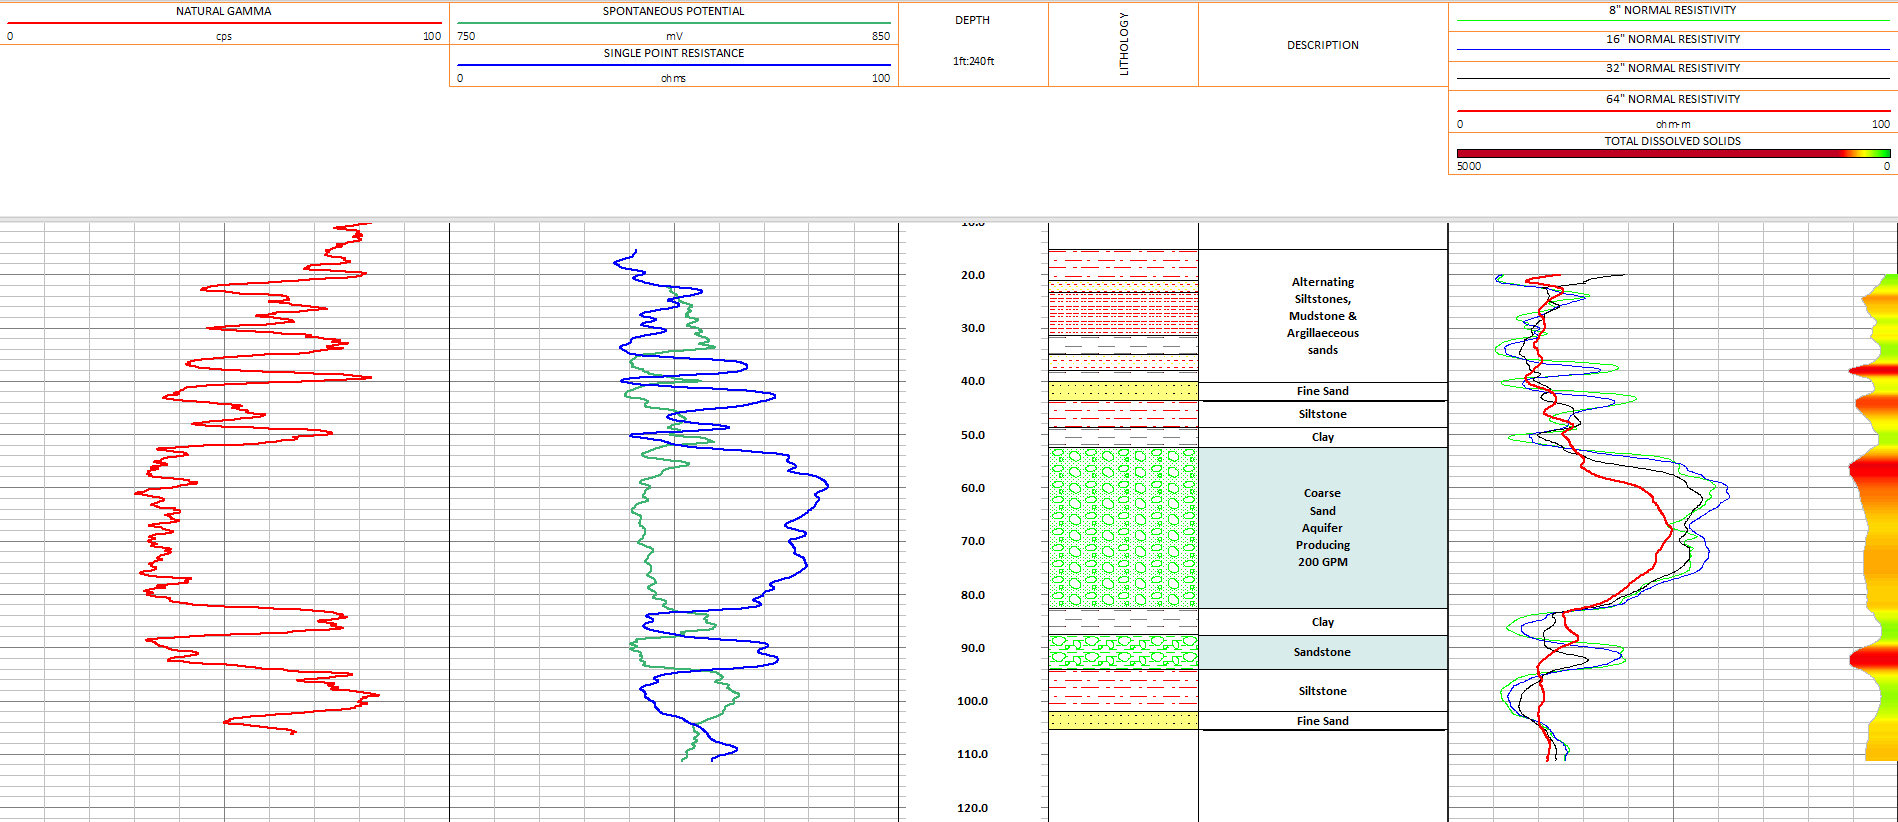 NATURAL GAMMA
0 cps 100
SPONTANEOUS POTENTIAL
750 mV 850
SINGLE POINT RESISTANCE
0 ohms 100
DEPTH
1ft:240ft
LITHOLOGY
DESCRIPTION
8" NORMAL RESISTIVITY
16" NORMAL RESISTIVITY
32" NORMAL RESISTIVITY
64" NORMAL RESISTIVITY
0 ohm-m 100
TOTAL DISSOLVED SOLIDS
5000 0
10.0
20.0
30.0
40.0
50.0
60.0
70.0
80.0
90.0
100.0
110.0
120.0
Alternating
Siltstones,
Mudstone &
Argillaceous
sands
Fine Sand
Siltstone
Clay
Coarse
Sand
Aquifer
Producing
200 GPM
Clay
Sandstone
Siltstone
Fine Sand